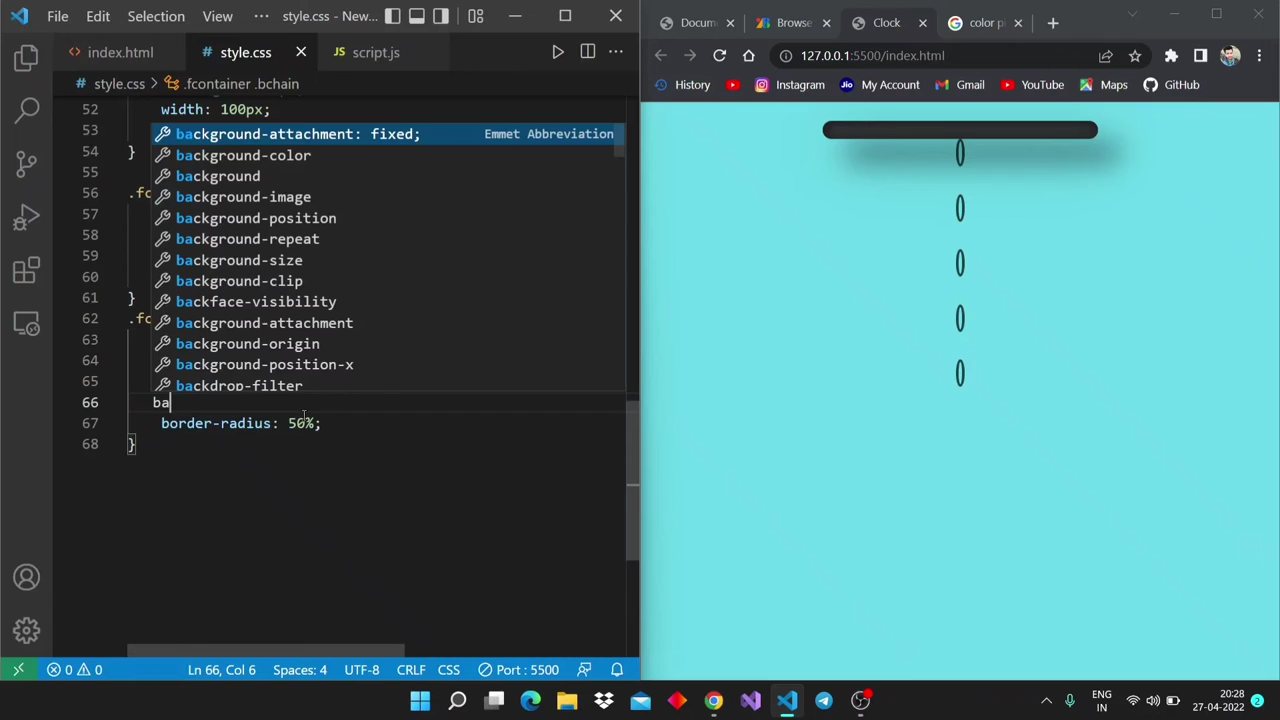 File Edit Selection View ··· style.css - New...
index.html style.css script.js
# style.css > .fcontainer .bchain
52 width: 100px;
53
54 }
55
56 .fc
57
58
59
60
61 }
62 .fc
63
64
65
66 ba
67 border-radius: 50%;
68 }
background-attachment: fixed; Emmet Abbreviation
background-color
background
background-image
background-position
background-repeat
background-size
background-clip
backface-visibility
background-attachment
background-origin
background-position-x
backdrop-filter
0 0 Ln 66, Col 6 Spaces: 4 UTF-8 CRLF CSS Port : 5500
Docum Browse Clock color pi
127.0.0.1:5500/index.html
History Instagram Jio My Account Gmail YouTube Maps GitHub
ENG
IN
20:28
27-04-2022
2